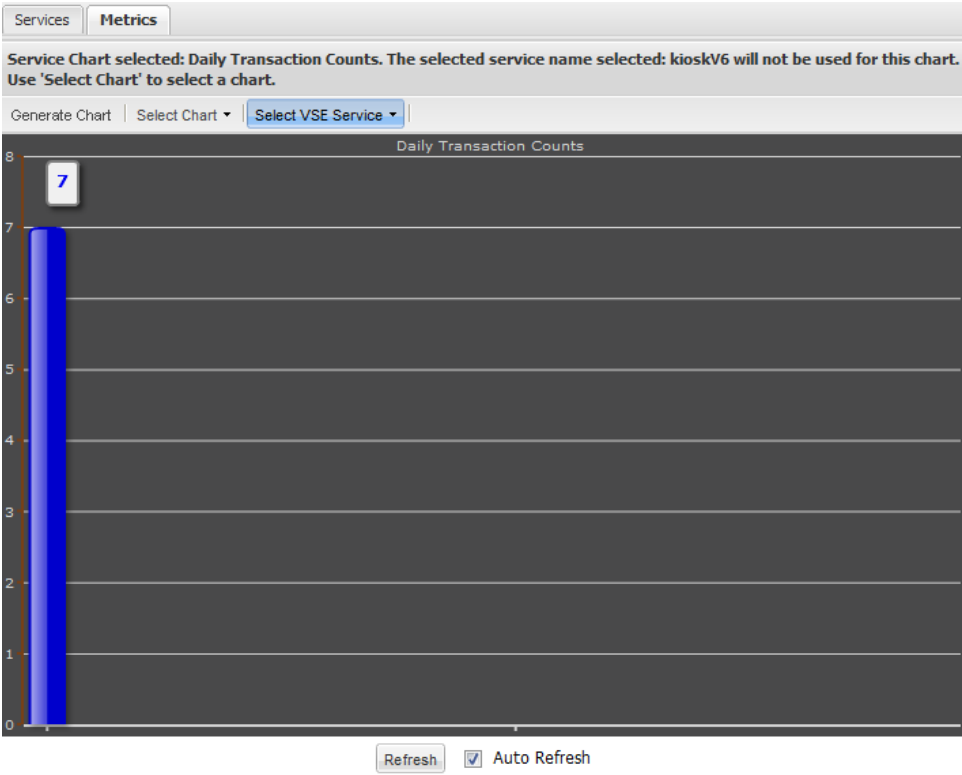 Services Metrics
Service Chart selected: Daily Transaction Counts. The selected service name selected: kioskV6 will not be used for this chart.
Use 'Select Chart' to select a chart.
Generate Chart Select Chart Select VSE Service
Daily Transaction Counts
8
7
7
6
5
4
3
2
1
0
Refresh Auto Refresh